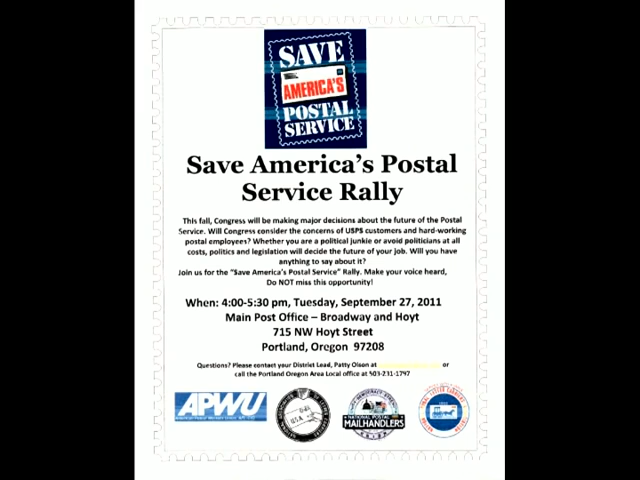 SAVE
AMERICA'S
POSTAL
SERVICE
Save America's Postal
Service Rally
This fall, Congress will be making major decisions about the future of the Postal
Service. Will Congress consider the concerns of USPS customers and hard-working
postal employees? Whether you are a political junkie or avoid politicians at all
costs, politics and legislation will decide the future of your job. Will you have
anything to say about it?
Join us for the "Save America's Postal Service" Rally. Make your voice heard,
Do NOT miss this opportunity!
When: 4:00-5:30 pm, Tuesday, September 27, 2011
Main Post Office – Broadway and Hoyt
715 NW Hoyt Street
Portland, Oregon 97208
Questions? Please contact your District Lead, Patty Olson at or
call the Portland Oregon Area Local office at 503-231-1797
APWU
NATIONAL POSTAL
MAILHANDLERS
UNION